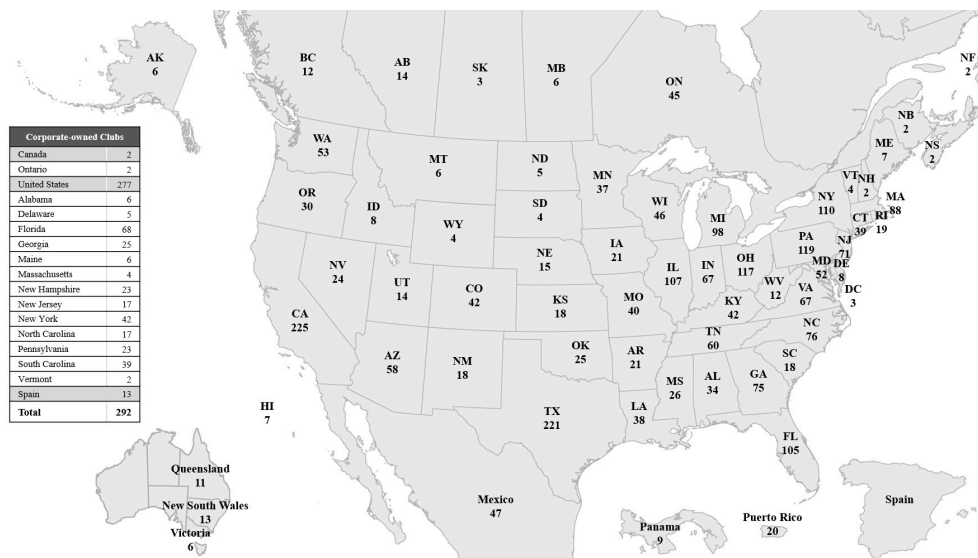 AK
6
BC
12
AB
14
SK
3
MB
6
ON
45
NF
2
NB
2
NS
2
ME
7
VT
4
NH
2
MA
88
WA
53
MT
6
ND
5
MN
37
OR
30
ID
8
WY
4
SD
4
WI
46
MI
98
NY
110
CT
39
RI
19
NV
24
UT
14
CO
42
NE
15
IA
21
IL
107
IN
67
OH
117
PA
119
NJ
71
MD
52
DE
8
DC
3
WV
12
VA
67
CA
225
AZ
58
NM
18
KS
18
MO
40
KY
42
OK
25
AR
21
TN
60
NC
76
SC
18
MS
26
AL
34
GA
75
TX
221
LA
38
FL
105
HI
7
Corporate-owned Clubs
Canada 2
Ontario 2
United States 277
Alabama 6
Delaware 5
Florida 68
Georgia 25
Maine 6
Massachusetts 4
New Hampshire 23
New Jersey 17
New York 42
North Carolina 17
Pennsylvania 23
South Carolina 39
Vermont 2
Spain 13
Total 292
Queensland
11
New South Wales
13
Victoria
6
Mexico
47
Panama
9
Puerto Rico
20
Spain